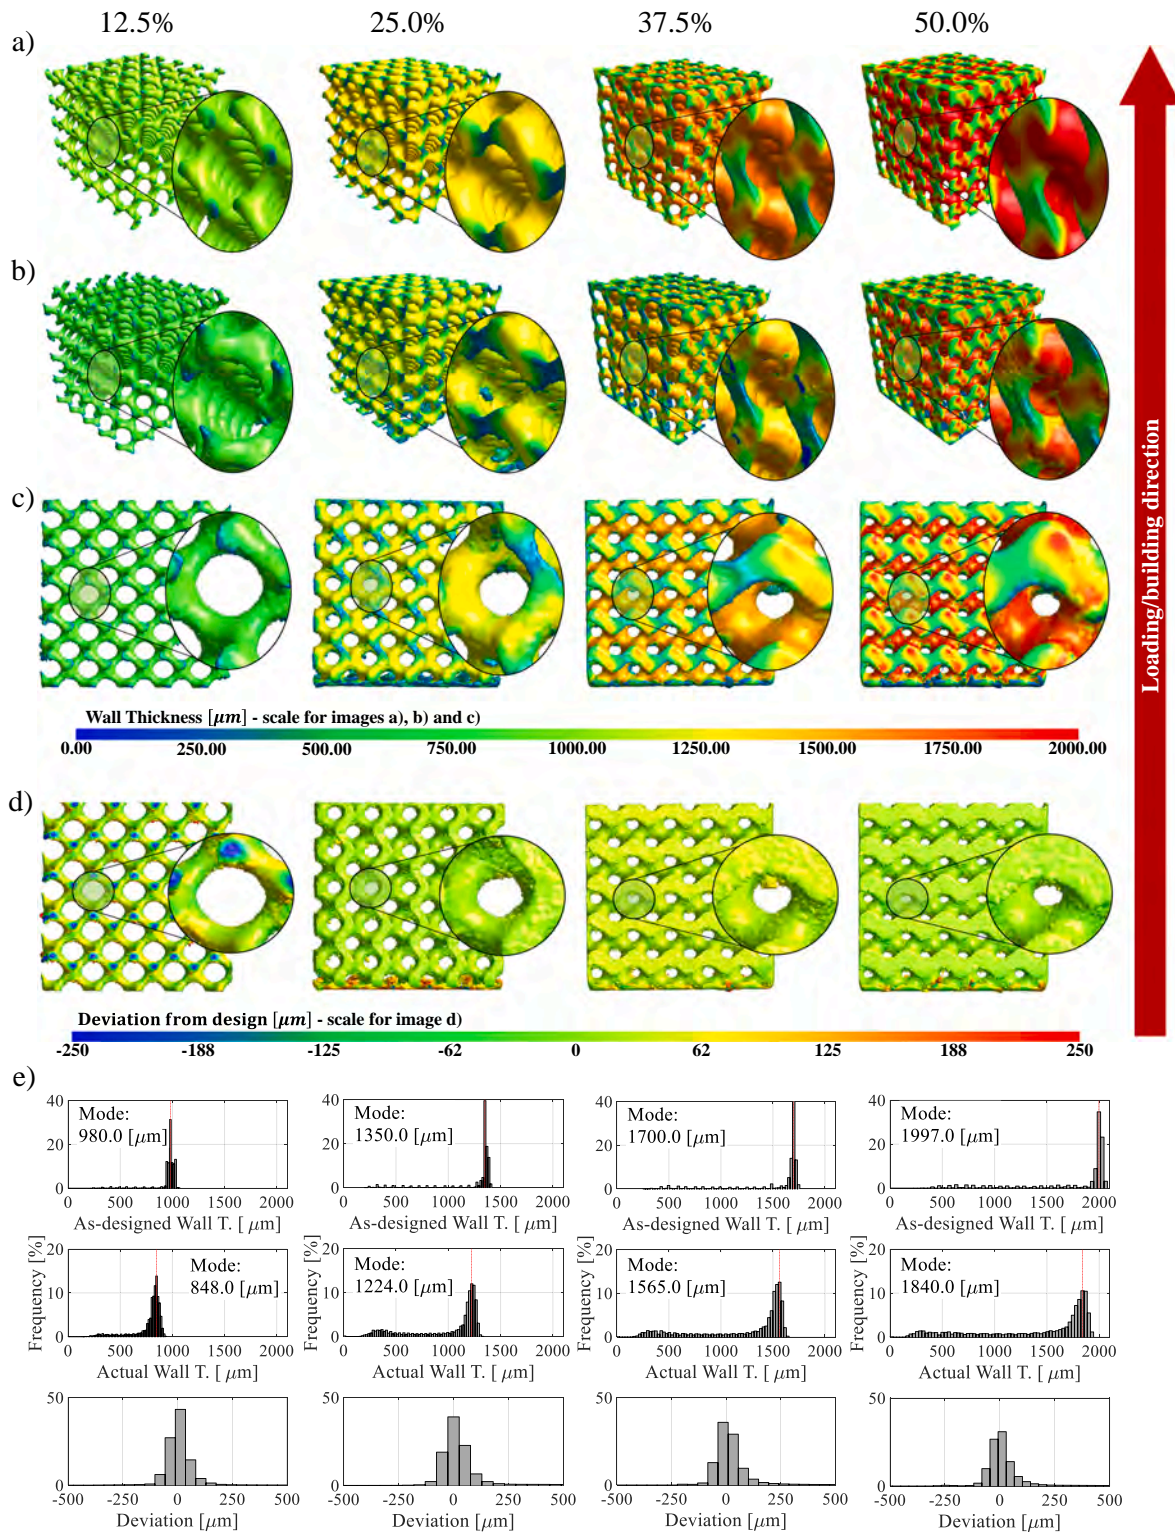 12.5% 25.0% 37.5% 50.0%
a)
b)
c)
Loading/building direction
Wall Thickness [μm] - scale for images a), b) and c)
0.00 250.00 500.00 750.00 1000.00 1250.00 1500.00 1750.00 2000.00
d)
Deviation from design [μm] - scale for image d)
-250 -188 -125 -62 0 62 125 188 250
e)
40 20 0
Mode:
980.0 [μm]
0 500 1000 1500 2000
As-designed Wall T. [ μm]
40 20 0
Mode:
1350.0 [μm]
0 500 1000 1500 2000
As-designed Wall T. [ μm]
40 20 0
Mode:
1700.0 [μm]
0 500 1000 1500 2000
As-designed Wall T. [ μm]
40 20 0
Mode:
1997.0 [μm]
0 500 1000 1500 2000
As-designed Wall T. [ μm]
Frequency [%]
20 10 0
Mode:
848.0 [μm]
0 500 1000 1500 2000
Actual Wall T. [ μm]
Frequency [%]
20 10 0
Mode:
1224.0 [μm]
0 500 1000 1500 2000
Actual Wall T. [ μm]
Frequency [%]
20 10 0
Mode:
1565.0 [μm]
0 500 1000 1500 2000
Actual Wall T. [ μm]
Frequency [%]
20 10 0
Mode:
1840.0 [μm]
0 500 1000 1500 2000
Actual Wall T. [ μm]
50 0
-500 -250 0 250 500
Deviation [μm]
50 0
-500 -250 0 250 500
Deviation [μm]
50 0
-500 -250 0 250 500
Deviation [μm]
50 0
-500 -250 0 250 500
Deviation [μm]